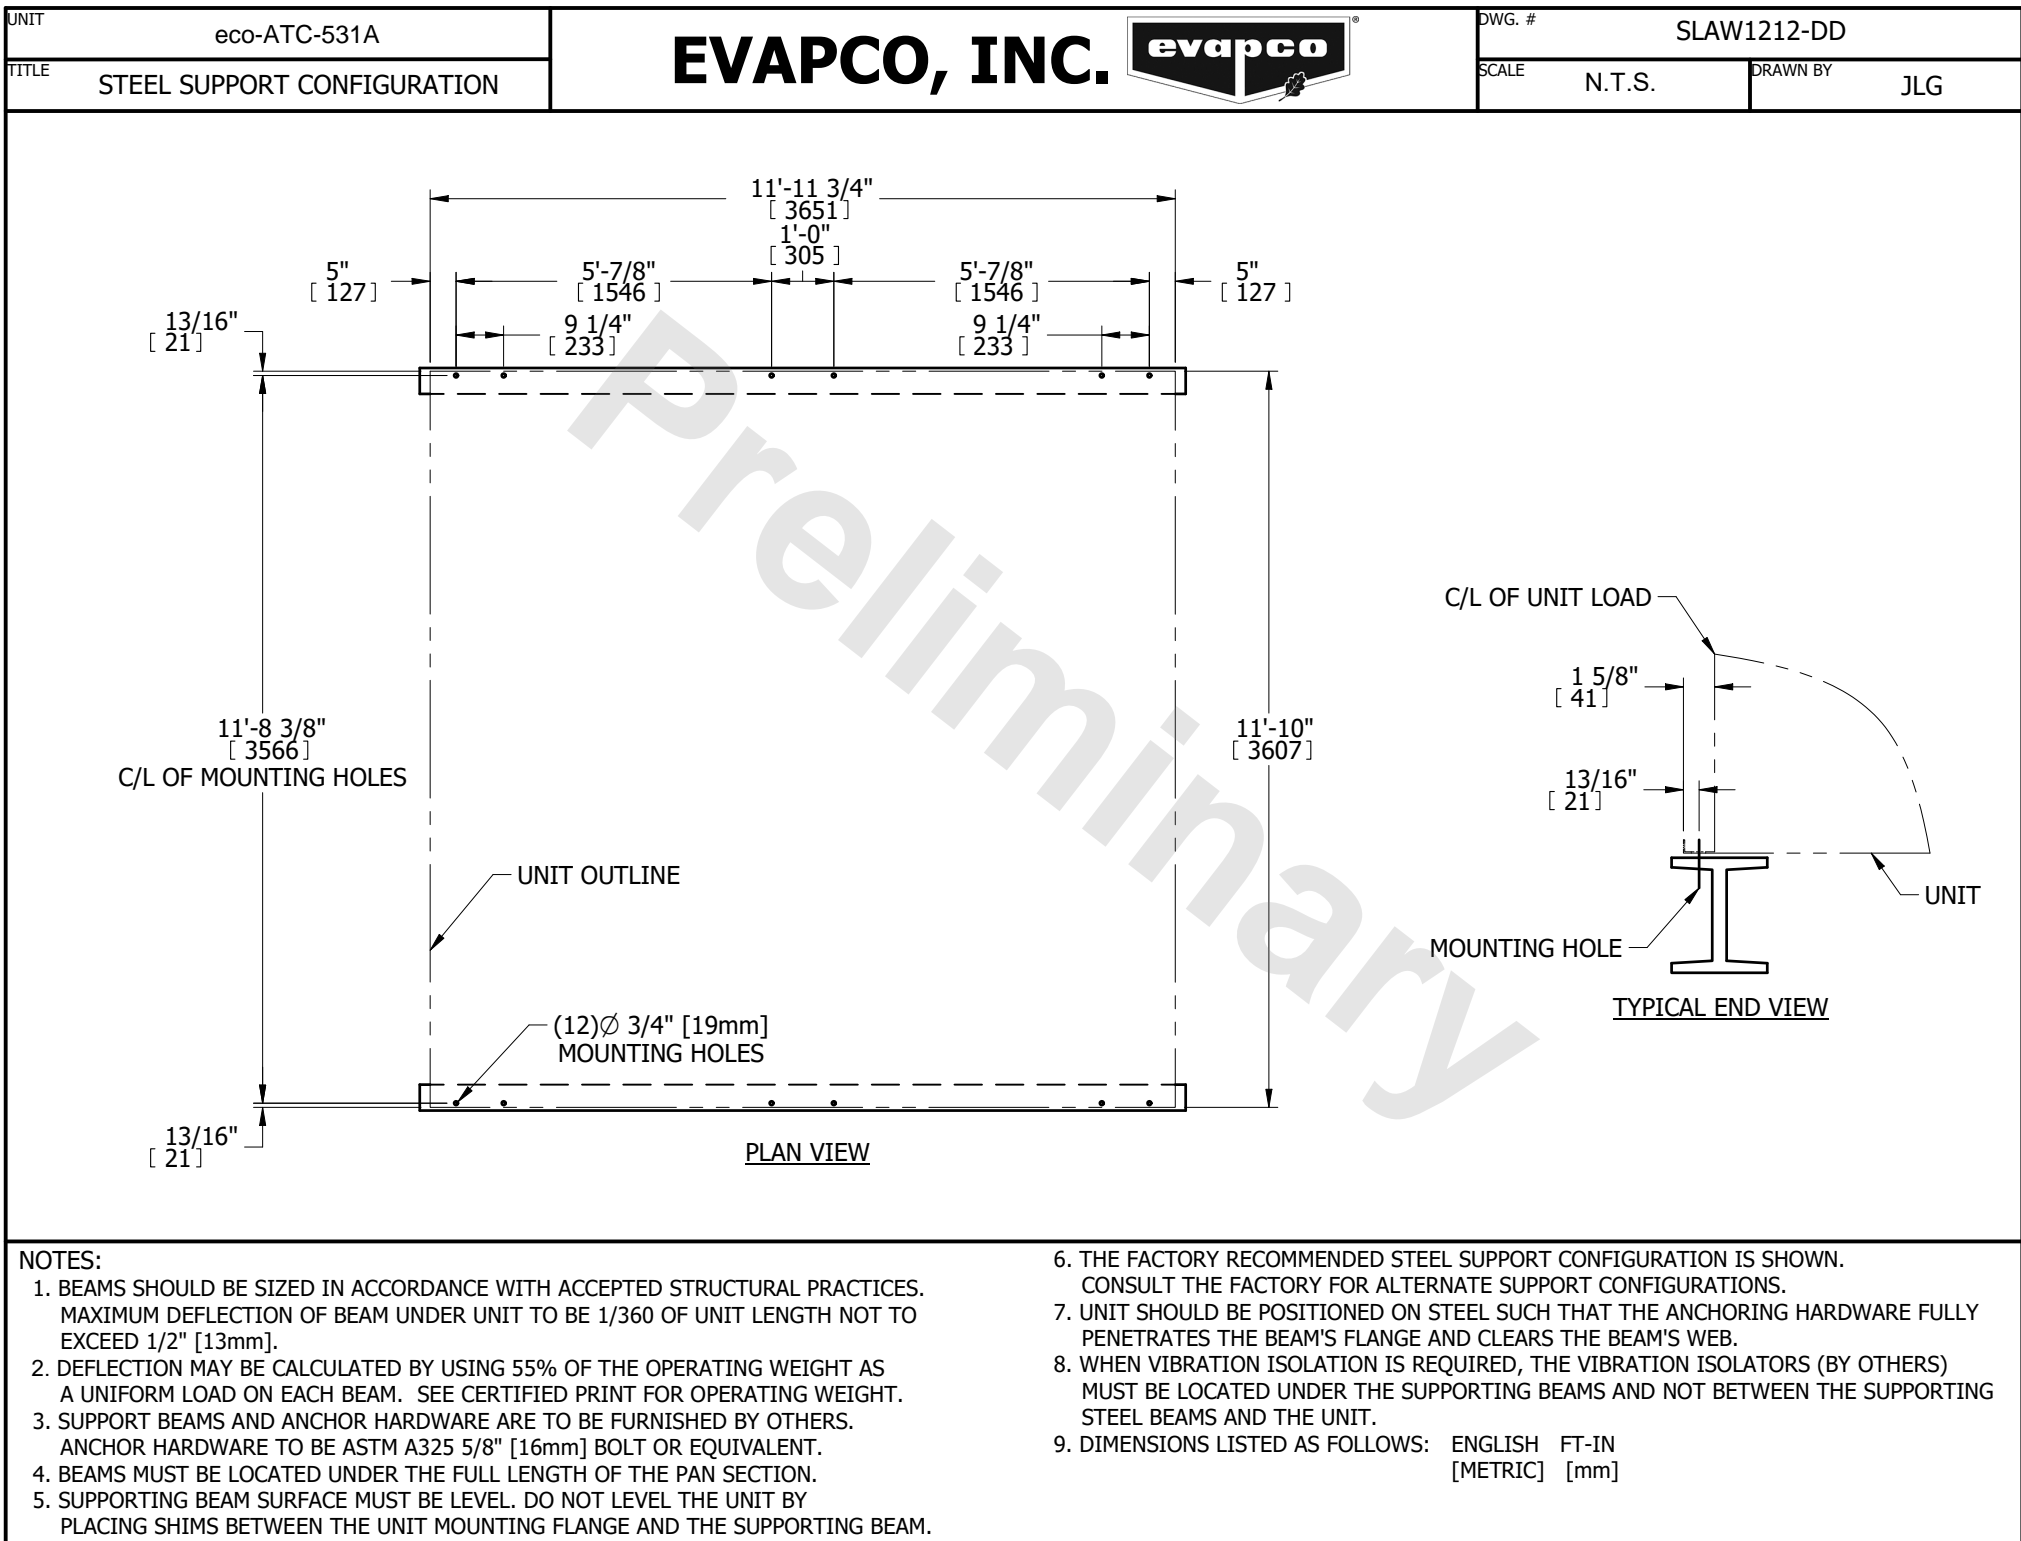 UNIT
eco-ATC-531A
TITLE
STEEL SUPPORT CONFIGURATION
EVAPCO, INC.
evapco
®
DWG. #
SLAW1212-DD
SCALE
N.T.S.
DRAWN BY
JLG
11'-11 3/4"
[ 3651]
1'-0"
[ 305 ]
5"
[ 127]
5'-7/8"
[ 1546 ]
5'-7/8"
[ 1546 ]
5"
[ 127 ]
13/16"
[ 21]
9 1/4"
[ 233]
9 1/4"
[ 233 ]
Preliminary
11'-8 3/8"
[ 3566]
C/L OF MOUNTING HOLES
11'-10"
[ 3607]
UNIT OUTLINE
(12)Ø 3/4" [19mm]
MOUNTING HOLES
13/16"
[ 21]
PLAN VIEW
C/L OF UNIT LOAD
1 5/8"
[ 41]
13/16"
[ 21]
UNIT
MOUNTING HOLE
TYPICAL END VIEW
NOTES:
1. BEAMS SHOULD BE SIZED IN ACCORDANCE WITH ACCEPTED STRUCTURAL PRACTICES.
MAXIMUM DEFLECTION OF BEAM UNDER UNIT TO BE 1/360 OF UNIT LENGTH NOT TO
EXCEED 1/2" [13mm].
2. DEFLECTION MAY BE CALCULATED BY USING 55% OF THE OPERATING WEIGHT AS
A UNIFORM LOAD ON EACH BEAM. SEE CERTIFIED PRINT FOR OPERATING WEIGHT.
3. SUPPORT BEAMS AND ANCHOR HARDWARE ARE TO BE FURNISHED BY OTHERS.
ANCHOR HARDWARE TO BE ASTM A325 5/8" [16mm] BOLT OR EQUIVALENT.
4. BEAMS MUST BE LOCATED UNDER THE FULL LENGTH OF THE PAN SECTION.
5. SUPPORTING BEAM SURFACE MUST BE LEVEL. DO NOT LEVEL THE UNIT BY
PLACING SHIMS BETWEEN THE UNIT MOUNTING FLANGE AND THE SUPPORTING BEAM.
6. THE FACTORY RECOMMENDED STEEL SUPPORT CONFIGURATION IS SHOWN.
CONSULT THE FACTORY FOR ALTERNATE SUPPORT CONFIGURATIONS.
7. UNIT SHOULD BE POSITIONED ON STEEL SUCH THAT THE ANCHORING HARDWARE FULLY
PENETRATES THE BEAM'S FLANGE AND CLEARS THE BEAM'S WEB.
8. WHEN VIBRATION ISOLATION IS REQUIRED, THE VIBRATION ISOLATORS (BY OTHERS)
MUST BE LOCATED UNDER THE SUPPORTING BEAMS AND NOT BETWEEN THE SUPPORTING
STEEL BEAMS AND THE UNIT.
9. DIMENSIONS LISTED AS FOLLOWS: ENGLISH FT-IN
[METRIC] [mm]